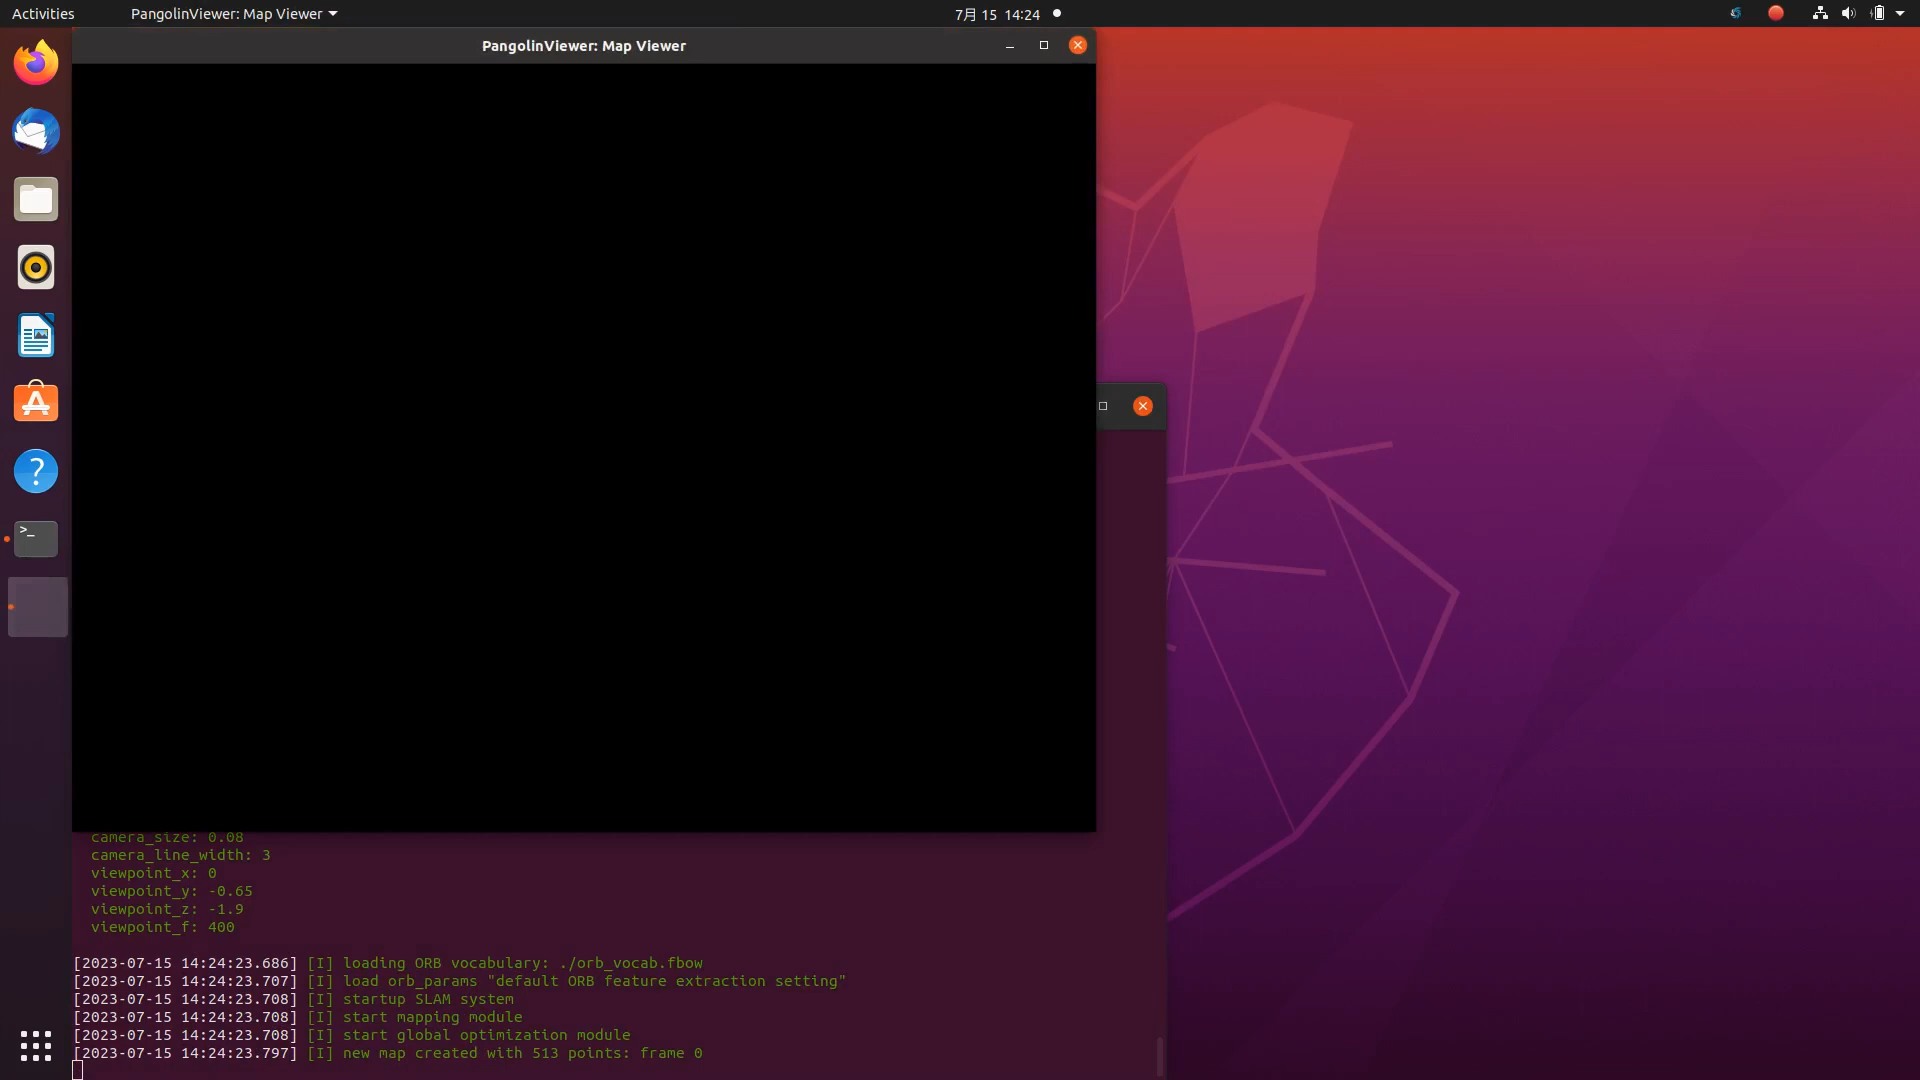 Activities
PangolinViewer: Map Viewer
7月 15 14:24
PangolinViewer: Map Viewer
camera_size: 0.08
camera_line_width: 3
viewpoint_x: 0
viewpoint_y: -0.65
viewpoint_z: -1.9
viewpoint_f: 400
[2023-07-15 14:24:23.686] [I] loading ORB vocabulary: ./orb_vocab.fbow
[2023-07-15 14:24:23.707] [I] load orb_params "default ORB feature extraction setting"
[2023-07-15 14:24:23.708] [I] startup SLAM system
[2023-07-15 14:24:23.708] [I] start mapping module
[2023-07-15 14:24:23.708] [I] start global optimization module
[2023-07-15 14:24:23.797] [I] new map created with 513 points: frame 0